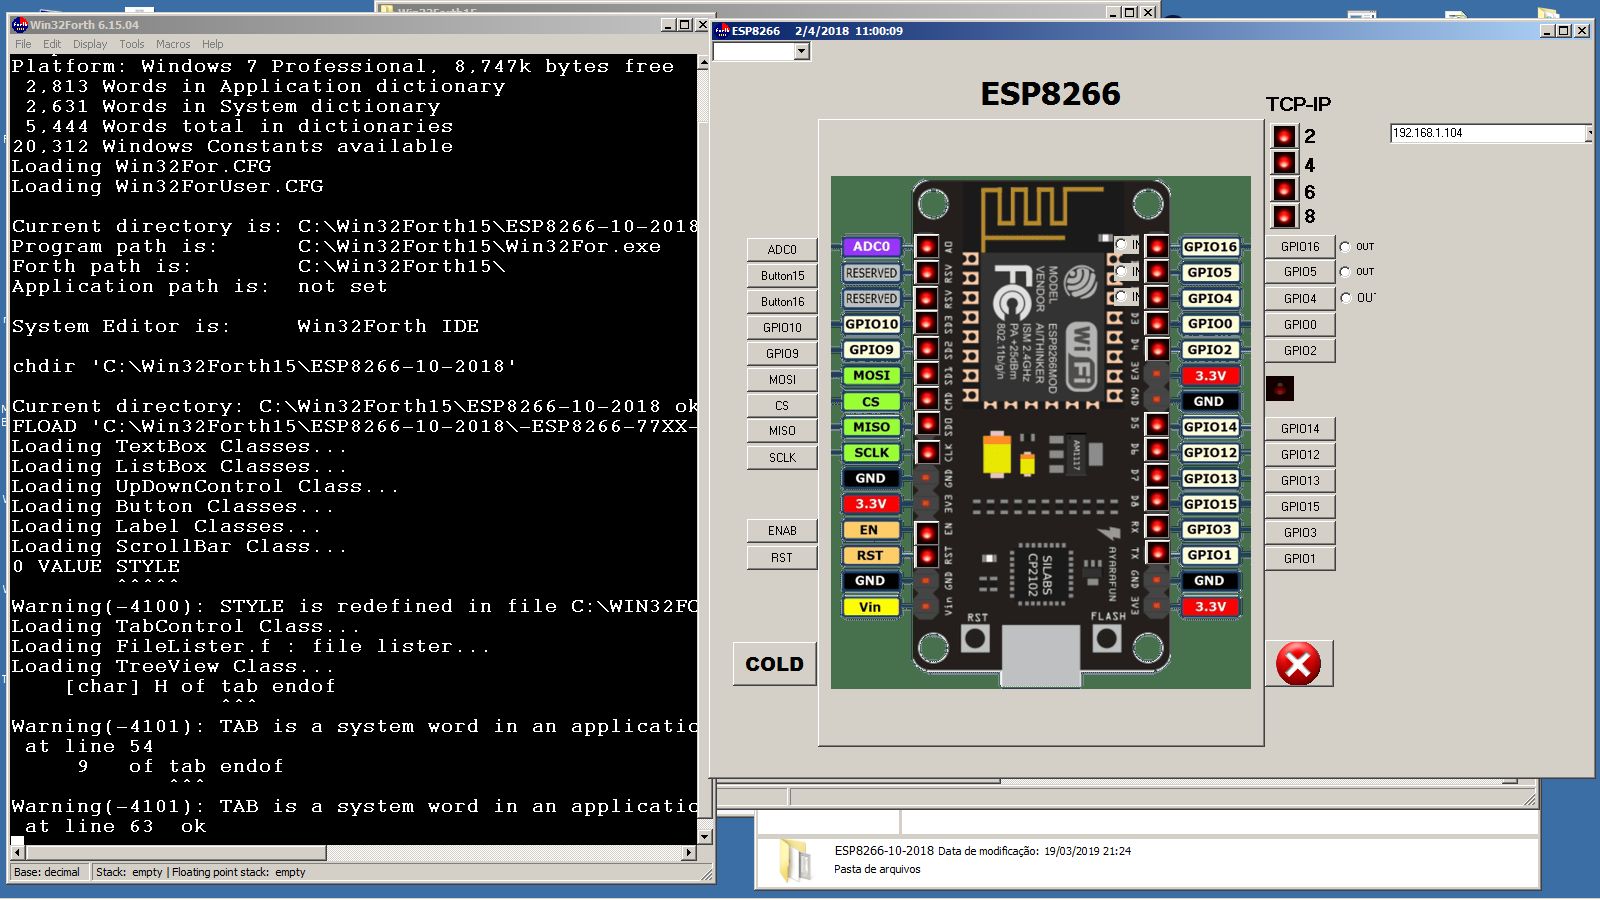 Win32Forth15
Win32Forth 6.15.04
File Edit Display Tools Macros Help
Platform: Windows 7 Professional, 8,747k bytes free
2,813 Words in Application dictionary
2,631 Words in System dictionary
5,444 Words total in dictionaries
20,312 Windows Constants available
Loading Win32For.CFG
Loading Win32ForUser.CFG
Current directory is: C:\Win32Forth15\ESP8266-10-2018
Program path is: C:\Win32Forth15\Win32For.exe
Forth path is: C:\Win32Forth15\
Application path is: not set
System Editor is: Win32Forth IDE
chdir 'C:\Win32Forth15\ESP8266-10-2018'
Current directory: C:\Win32Forth15\ESP8266-10-2018 ok
FLOAD 'C:\Win32Forth15\ESP8266-10-2018\-ESP8266-77XX-
Loading TextBox Classes...
Loading ListBox Classes...
Loading UpDownControl Class...
Loading Button Classes...
Loading Label Classes...
Loading ScrollBar Class...
0 VALUE STYLE
^^^^^
Warning(-4100): STYLE is redefined in file C:\WIN32FO
Loading TabControl Class...
Loading FileLister.f : file lister...
Loading TreeView Class...
[char] H of tab endof
^^^
Warning(-4101): TAB is a system word in an applicatio
at line 54
9 of tab endof
^^^
Warning(-4101): TAB is a system word in an applicatio
at line 63 ok
Base: decimal Stack: empty | Floating point stack: empty
ESP8266 2/4/2018 11:00:09
ESP8266
TCP-IP
2
4
6
8
192.168.1.104
ADC0
Button15
Button16
GPIO10
GPIO9
MOSI
CS
MISO
SCLK
ENAB
RST
COLD
ADC0
RESERVED
RESERVED
GPIO10
GPIO9
MOSI
CS
MISO
SCLK
GND
3.3V
EN
RST
GND
Vin
A0
RSV
RSV
SD3
SD2
SD1
CMD
SD0
CLK
GND
3V3
EN
RST
GND
Vin
MODEL
VENDOR
ESP8266MOD
AI/THINKER
ISM 2.4GHz
PA +25dBm
802.11b/g/n
FC
WiFi
AM1117
SILABS
CP2102
AYARAFUN
RST
FLASH
D3
D4
3V3
GND
D5
D6
D7
D8
RX
TX
GND
3V3
GPIO16
GPIO5
GPIO4
GPIO0
GPIO2
3.3V
GND
GPIO14
GPIO12
GPIO13
GPIO15
GPIO3
GPIO1
GND
3.3V
GPIO16 OUT
GPIO5 OUT
GPIO4 OUT
GPIO0
GPIO2
GPIO14
GPIO12
GPIO13
GPIO15
GPIO3
GPIO1
ESP8266-10-2018 Data de modificação: 19/03/2019 21:24
Pasta de arquivos